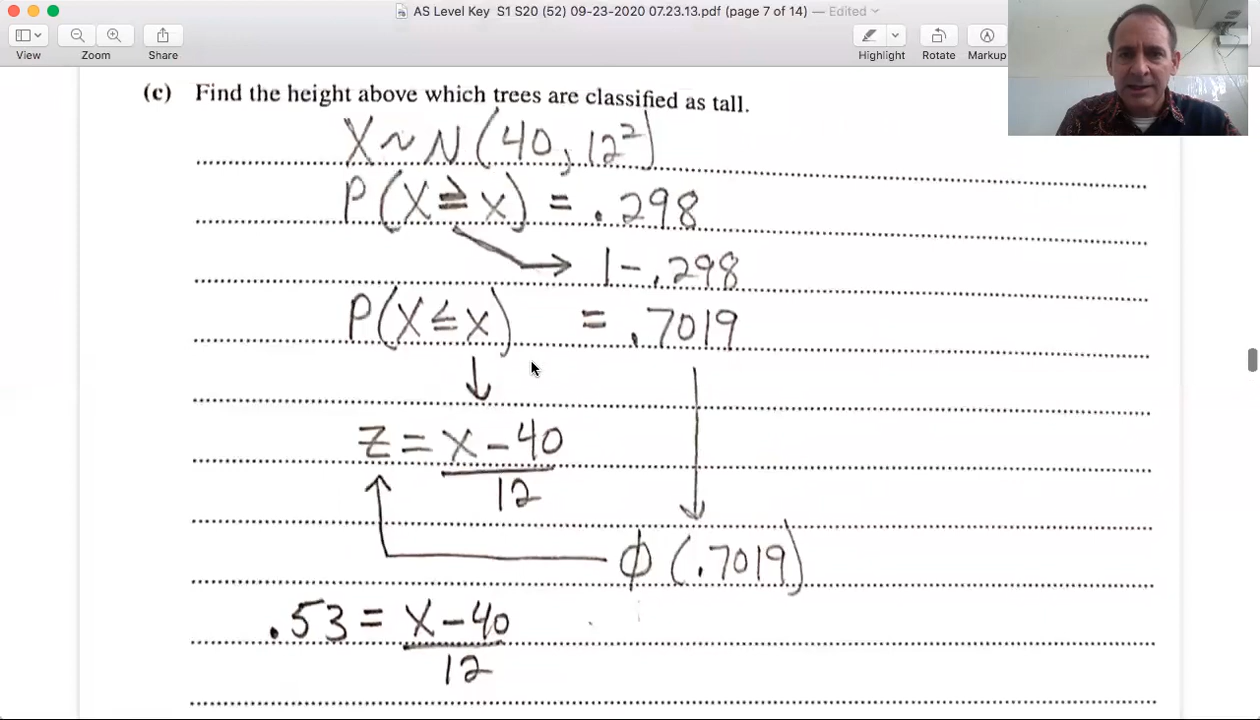 AS Level Key S1 S20 (52) 09-23-2020 07.23.13.pdf (page 7 of 14) — Edited
View Zoom Share Highlight Rotate Markup
(c) Find the height above which trees are classified as tall.
X ~ N (40, 12²)
P(X ≥ x) = .298
1 - .298
P(X ≤ x) = .7019
z = x - 40
12
ϕ (.7019)
.53 = x - 40
12